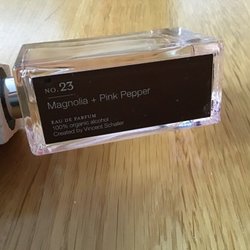 NO. 23
Magnolia + Pink Pepper
EAU DE PARFUM
100% organic alcohol
Created by Vincent Schaller